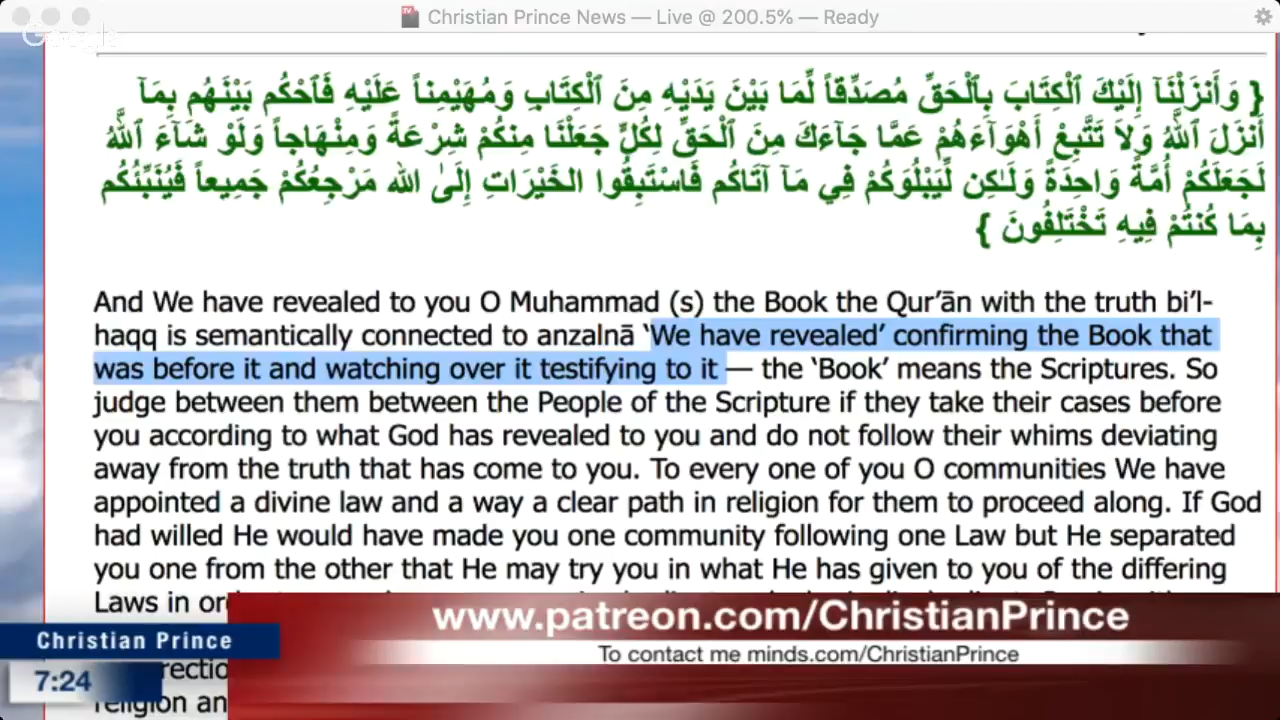 Christian Prince News — Live @ 200.5% — Ready
Google
{ وَأَنزَلْنَآ إِلَيْكَ ٱلْكِتَابَ بِٱلْحَقِّ مُصَدِّقاً لِّمَا بَيْنَ يَدَيْهِ مِنَ ٱلْكِتَابِ وَمُهَيْمِناً عَلَيْهِ فَٱحْكُم بَيْنَهُم بِمَآ
أَنزَلَ ٱللَّهُ وَلاَ تَتَّبِعْ أَهْوَآءَهُمْ عَمَّا جَآءَكَ مِنَ ٱلْحَقِّ لِكُلٍّ جَعَلْنَا مِنكُمْ شِرْعَةً وَمِنْهَاجاً وَلَوْ شَآءَ ٱللَّهُ
لَجَعَلَكُمْ أُمَّةً وَاحِدَةً وَلَـٰكِن لِّيَبْلُوَكُمْ فِي مَآ آتَاكُم فَاسْتَبِقُوا الخَيْرَاتِ إِلَىٰ الله مَرْجِعُكُمْ جَمِيعاً فَيُنَبِّئُكُم
بِمَا كُنتُمْ فِيهِ تَخْتَلِفُونَ }
And We have revealed to you O Muhammad (s) the Book the Qur’ān with the truth bi’l-
haqq is semantically connected to anzalnā ‘We have revealed’ confirming the Book that
was before it and watching over it testifying to it — the ‘Book’ means the Scriptures. So
judge between them between the People of the Scripture if they take their cases before
you according to what God has revealed to you and do not follow their whims deviating
away from the truth that has come to you. To every one of you O communities We have
appointed a divine law and a way a clear path in religion for them to proceed along. If God
had willed He would have made you one community following one Law but He separated
you one from the other that He may try you in what He has given to you of the differing
Laws in
religion an
www.patreon.com/ChristianPrince
To contact me minds.com/ChristianPrince
Christian Prince
7:24